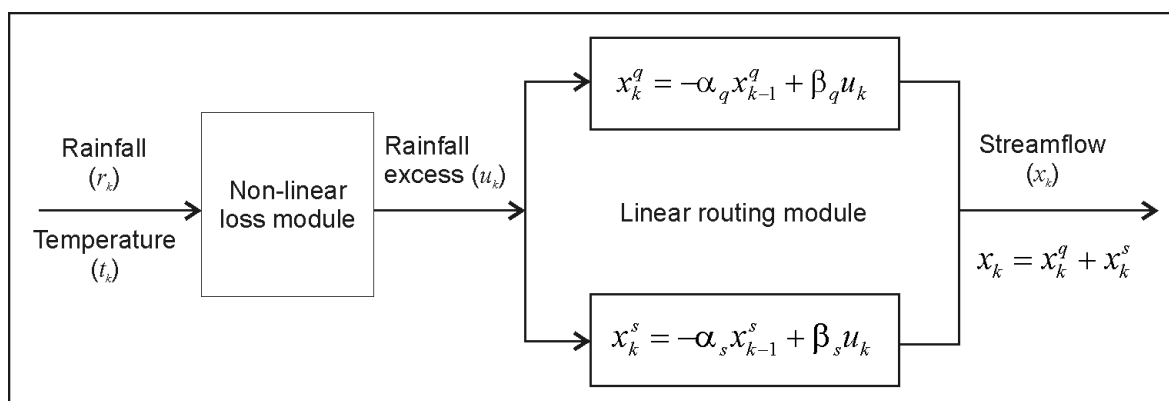 Rainfall
(r_k)
Temperature
(t_k)
Non-linear
loss module
Rainfall
excess (u_k)
x_k^q = -α_q x_{k-1}^q + β_q u_k
Linear routing module
x_k^s = -α_s x_{k-1}^s + β_s u_k
Streamflow
(x_k)
x_k = x_k^q + x_k^s